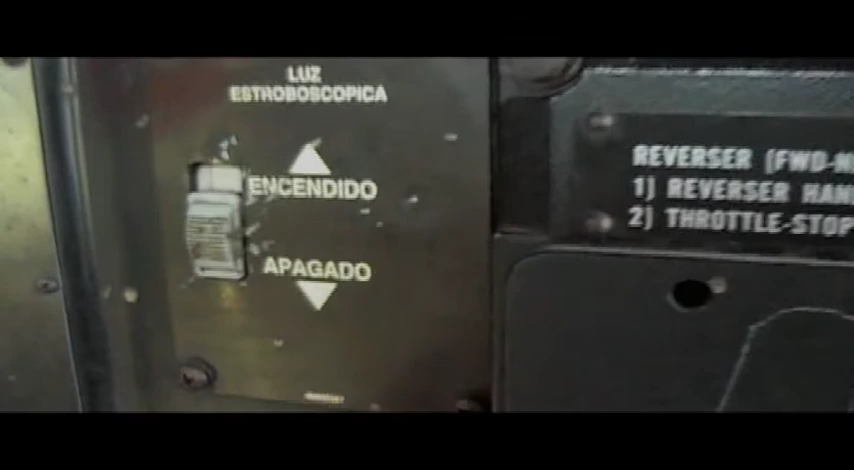 LUZ
ESTROBOSCOPICA
ENCENDIDO
APAGADO
REVERSER (FWD-N
1) REVERSER HAN
2) THROTTLE-STOP